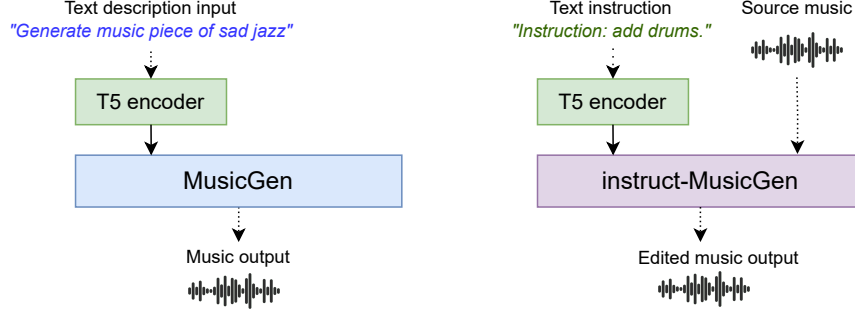 Text description input
"Generate music piece of sad jazz"
T5 encoder
MusicGen
Music output
Text instruction
"Instruction: add drums."
Source music
T5 encoder
instruct-MusicGen
Edited music output